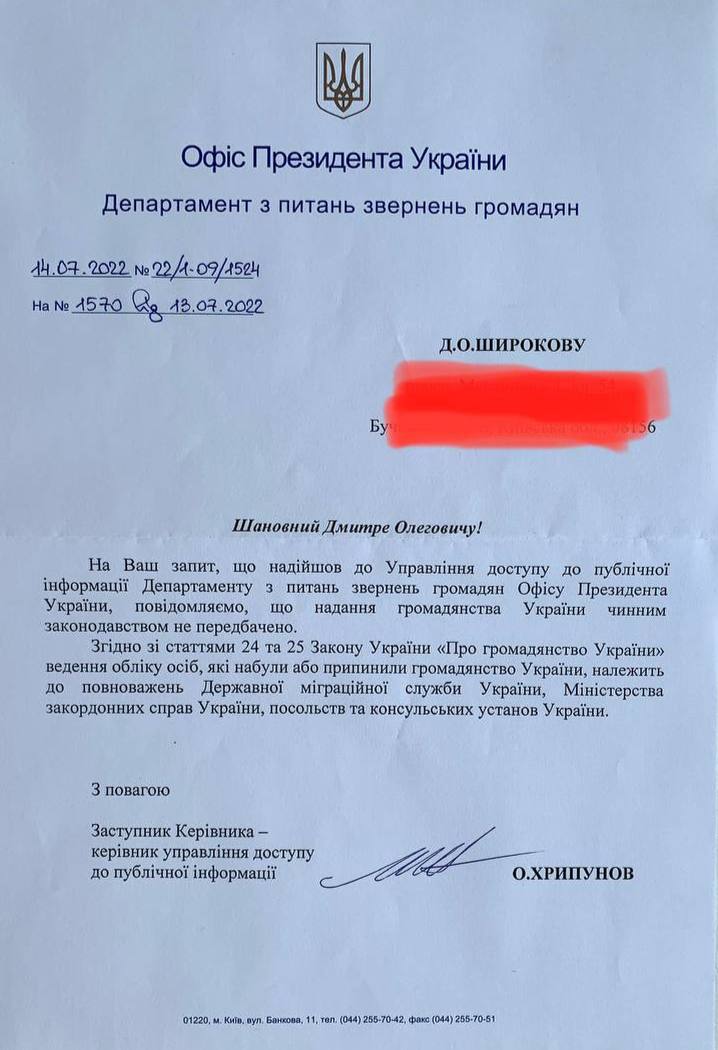 Офіс Президента України
Департамент з питань звернень громадян
14.07.2022 № 22/1-09/1524
На № 1570 від 13.07.2022
Д.О.ШИРОКОВУ
Шановний Дмитре Олеговичу!
На Ваш запит, що надійшов до Управління доступу до публічної
інформації Департаменту з питань звернень громадян Офісу Президента
України, повідомляємо, що надання громадянства України чинним
законодавством не передбачено.
Згідно зі статтями 24 та 25 Закону України «Про громадянство України»
ведення обліку осіб, які набули або припинили громадянство України, належить
до повноважень Державної міграційної служби України, Міністерства
закордонних справ України, посольств та консульських установ України.
З повагою
Заступник Керівника –
керівник управління доступу
до публічної інформації
О.ХРИПУНОВ
01220, м. Київ, вул. Банкова, 11, тел. (044) 255-70-42, факс (044) 255-70-51